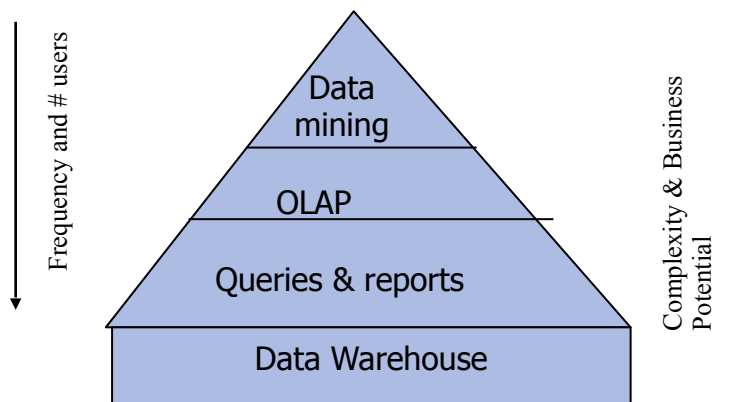 Frequency and # users
Data
mining
OLAP
Queries & reports
Data Warehouse
Complexity & Business
Potential